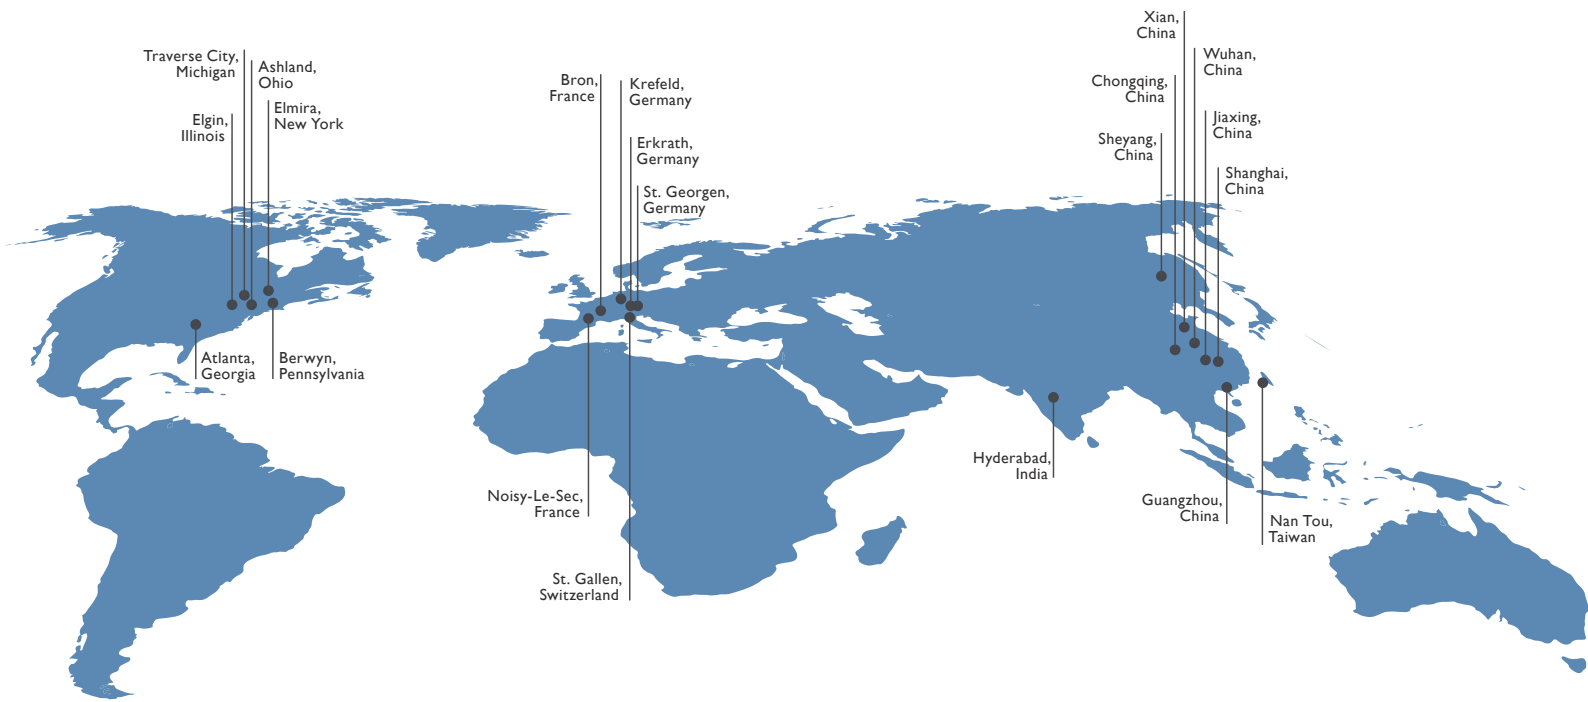 Traverse City,
Michigan
Ashland,
Ohio
Elmira,
New York
Elgin,
Illinois
Atlanta,
Georgia
Berwyn,
Pennsylvania
Bron,
France
Krefeld,
Germany
Erkrath,
Germany
St. Georgen,
Germany
Noisy-Le-Sec,
France
St. Gallen,
Switzerland
Xian,
China
Wuhan,
China
Chongqing,
China
Jiaxing,
China
Sheyang,
China
Shanghai,
China
Hyderabad,
India
Guangzhou,
China
Nan Tou,
Taiwan